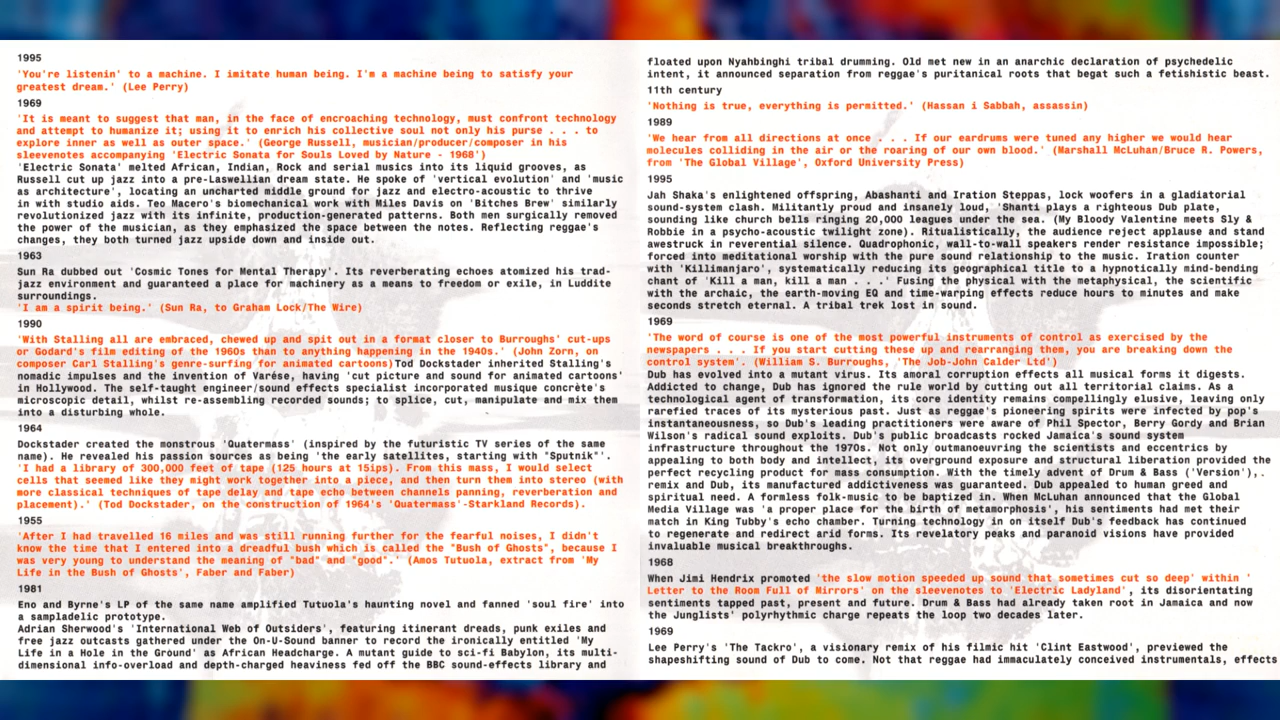 1995
'You're listenin' to a machine. I imitate human being. I'm a machine being to satisfy your
greatest dream.' (Lee Perry)
1969
'It is meant to suggest that man, in the face of encroaching technology, must confront technology
and attempt to humanize it; using it to enrich his collective soul not only his purse . . . to
explore inner as well as outer space.' (George Russell, musician/producer/composer in his
sleevenotes accompanying 'Electric Sonata for Souls Loved by Nature - 1968')
'Electric Sonata' melted African, Indian, Rock and serial musics into its liquid grooves, as
Russell cut up jazz into a pre-Laswellian dream state. He spoke of 'vertical evolution' and 'music
as architecture', locating an uncharted middle ground for jazz and electro-acoustic to thrive
in with studio aids. Teo Macero's biomechanical work with Miles Davis on 'Bitches Brew' similarly
revolutionized jazz with its infinite, production-generated patterns. Both men surgically removed
the power of the musician, as they emphasized the space between the notes. Reflecting reggae's
changes, they both turned jazz upside down and inside out.
1963
Sun Ra dubbed out 'Cosmic Tones for Mental Therapy'. Its reverberating echoes atomized his trad-
jazz environment and guaranteed a place for machinery as a means to freedom or exile, in Luddite
surroundings.
'I am a spirit being.' (Sun Ra, to Graham Lock/The Wire)
1990
'With Stalling all are embraced, chewed up and spit out in a format closer to Burroughs' cut-ups
or Godard's film editing of the 1960s than to anything happening in the 1940s.' (John Zorn, on
composer Carl Stalling's genre-surfing for animated cartoons)Tod Dockstader inherited Stalling's
nomadic impulses and the invention of Varése, having 'cut picture and sound for animated cartoons'
in Hollywood. The self-taught engineer/sound effects specialist incorporated musique concrète's
microscopic detail, whilst re-assembling recorded sounds; to splice, cut, manipulate and mix them
into a disturbing whole.
1964
Dockstader created the monstrous 'Quatermass' (inspired by the futuristic TV series of the same
name). He revealed his passion sources as being 'the early satellites, starting with "Sputnik"'.
'I had a library of 300,000 feet of tape (125 hours at 15ips). From this mass, I would select
cells that seemed like they might work together into a piece, and then turn them into stereo (with
more classical techniques of tape delay and tape echo between channels panning, reverberation and
placement).' (Tod Dockstader, on the construction of 1964's 'Quatermass'-Starkland Records).
1955
'After I had travelled 16 miles and was still running further for the fearful noises, I didn't
know the time that I entered into a dreadful bush which is called the "Bush of Ghosts", because I
was very young to understand the meaning of "bad" and "good".' (Amos Tutuola, extract from 'My
Life in the Bush of Ghosts', Faber and Faber)
1981
Eno and Byrne's LP of the same name amplified Tutuola's haunting novel and fanned 'soul fire' into
a sampladelic prototype.
Adrian Sherwood's 'International Web of Outsiders', featuring itinerant dreads, punk exiles and
free jazz outcasts gathered under the On-U-Sound banner to record the ironically entitled 'My
Life in a Hole in the Ground' as African Headcharge. A mutant guide to sci-fi Babylon, its multi-
dimensional info-overload and depth-charged heaviness fed off the BBC sound-effects library and
floated upon Nyahbinghi tribal drumming. Old met new in an anarchic declaration of psychedelic
intent, it announced separation from reggae's puritanical roots that begat such a fetishistic beast.
11th century
'Nothing is true, everything is permitted.' (Hassan i Sabbah, assassin)
1989
'We hear from all directions at once . . . . If our eardrums were tuned any higher we would hear
molecules colliding in the air or the roaring of our own blood.' (Marshall McLuhan/Bruce R. Powers,
from 'The Global Village', Oxford University Press)
1995
Jah Shaka's enlightened offspring, Abashanti and Iration Steppas, lock woofers in a gladiatorial
sound-system clash. Militantly proud and insanely loud, 'Shanti plays a righteous Dub plate,
sounding like church bells ringing 20,000 leagues under the sea. (My Bloody Valentine meets Sly &
Robbie in a psycho-acoustic twilight zone). Ritualistically, the audience reject applause and stand
awestruck in reverential silence. Quadrophonic, wall-to-wall speakers render resistance impossible;
forced into meditational worship with the pure sound relationship to the music. Iration counter
with 'Killimanjaro', systematically reducing its geographical title to a hypnotically mind-bending
chant of 'Kill a man, kill a man . . . .' Fusing the physical with the metaphysical, the scientific
with the archaic, the earth-moving EQ and time-warping effects reduce hours to minutes and make
seconds stretch eternal. A tribal trek lost in sound.
1969
'The word of course is one of the most powerful instruments of control as exercised by the
newspapers . . . . If you start cutting these up and rearranging them, you are breaking down the
control system'. (William S. Burroughs, 'The Job-John Calder Ltd')
Dub has evolved into a mutant virus. Its amoral corruption effects all musical forms it digests.
Addicted to change, Dub has ignored the rule world by cutting out all territorial claims. As a
technological agent of transformation, its core identity remains compellingly elusive, leaving only
rarefied traces of its mysterious past. Just as reggae's pioneering spirits were infected by pop's
instantaneousness, so Dub's leading practitioners were aware of Phil Spector, Berry Gordy and Brian
Wilson's radical sound exploits. Dub's public broadcasts rocked Jamaica's sound system
infrastructure throughout the 1970s. Not only outmanoeuvring the scientists and eccentrics by
appealing to both body and intellect, its overground exposure and structural liberation provided the
perfect recycling product for mass consumption. With the timely advent of Drum & Bass ('Version'),.
remix and Dub, its manufactured addictiveness was guaranteed. Dub appealed to human greed and
spiritual need. A formless folk-music to be baptized in. When McLuhan announced that the Global
Media Village was 'a proper place for the birth of metamorphosis', his sentiments had met their
match in King Tubby's echo chamber. Turning technology in on itself Dub's feedback has continued
to regenerate and redirect arid forms. Its revelatory peaks and paranoid visions have provided
invaluable musical breakthroughs.
1968
When Jimi Hendrix promoted 'the slow motion speeded up sound that sometimes cut so deep' within '
Letter to the Room Full of Mirrors' on the sleevenotes to 'Electric Ladyland', its disorientating
sentiments tapped past, present and future. Drum & Bass had already taken root in Jamaica and now
the Junglists' polyrhythmic charge repeats the loop two decades later.
1969
Lee Perry's 'The Tackro', a visionary remix of his filmic hit 'Clint Eastwood', previewed the
shapeshifting sound of Dub to come. Not that reggae had immaculately conceived instrumentals, effects